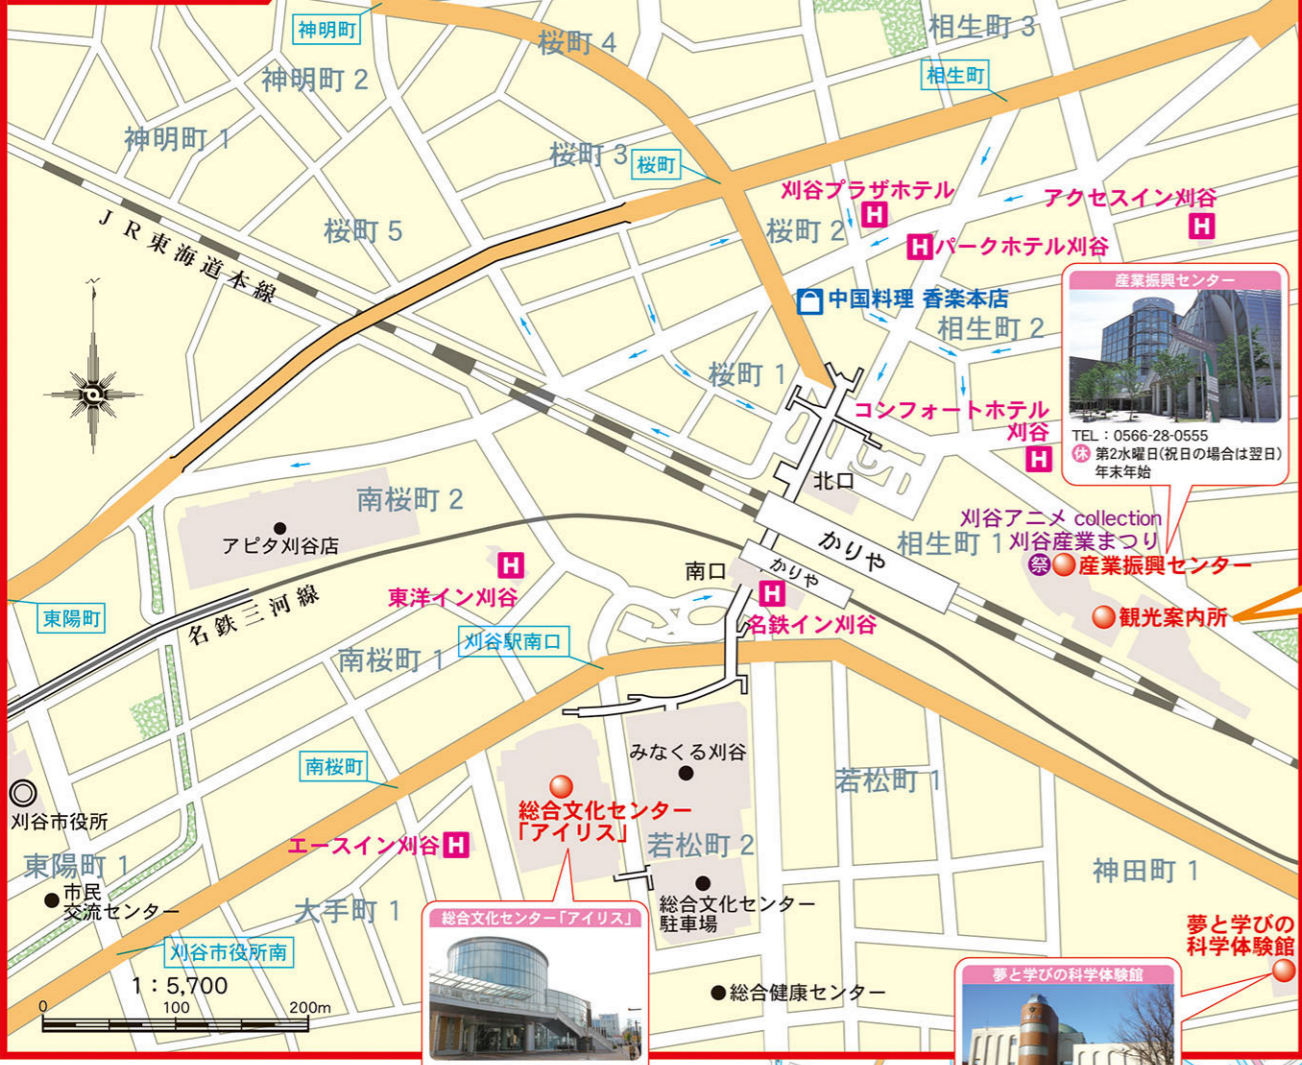 神明町
桜町 4
相生町 3
神明町 2
相生町
神明町 1
桜町 3
桜町
刈谷プラザホテル
H
アクセスイン刈谷
H
JR東海道本線
桜町 5
桜町 2
H パークホテル刈谷
産業振興センター
中国料理 香楽本店
相生町 2
桜町 1
コンフォートホテル
刈谷
H
TEL：0566-28-0555
休 第2水曜日(祝日の場合は翌日)
年末年始
北口
南桜町 2
アピタ刈谷店
刈谷アニメ collection
刈谷産業まつり
かりや
相生町 1
祭 産業振興センター
南口
かりや
H
東洋イン刈谷
H
名鉄イン刈谷
観光案内所
東陽町
名鉄三河線
刈谷駅南口
南桜町 1
南桜町
みなくる刈谷
若松町 1
刈谷市役所
総合文化センター
「アイリス」
エースイン刈谷 H
若松町 2
東陽町 1
神田町 1
市民
交流センター
大手町 1
総合文化センター
駐車場
総合文化センター「アイリス」
夢と学びの
科学体験館
刈谷市役所南
夢と学びの科学体験館
1：5,700
0 100 200m
総合健康センター